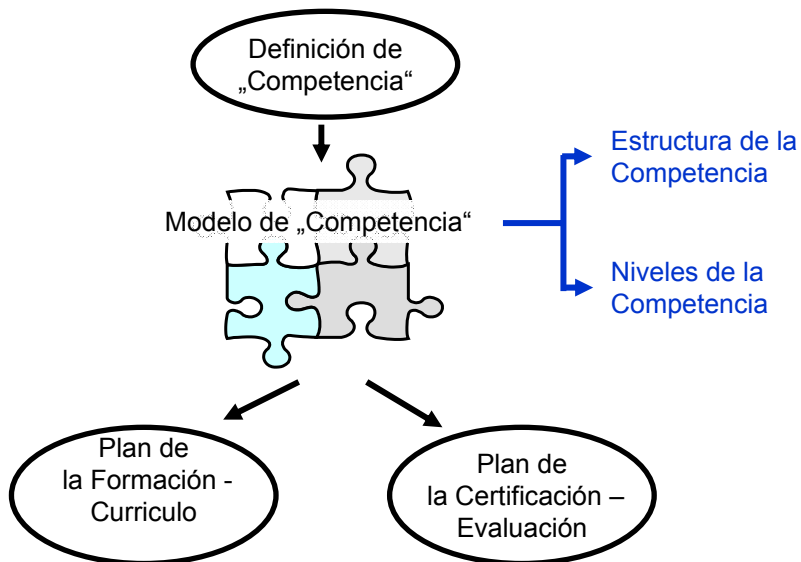 Definición de
„Competencia“
Estructura de la
Competencia
Modelo de „Competencia“
Niveles de la
Competencia
Plan de
la Formación -
Curriculo
Plan de
la Certificación –
Evaluación